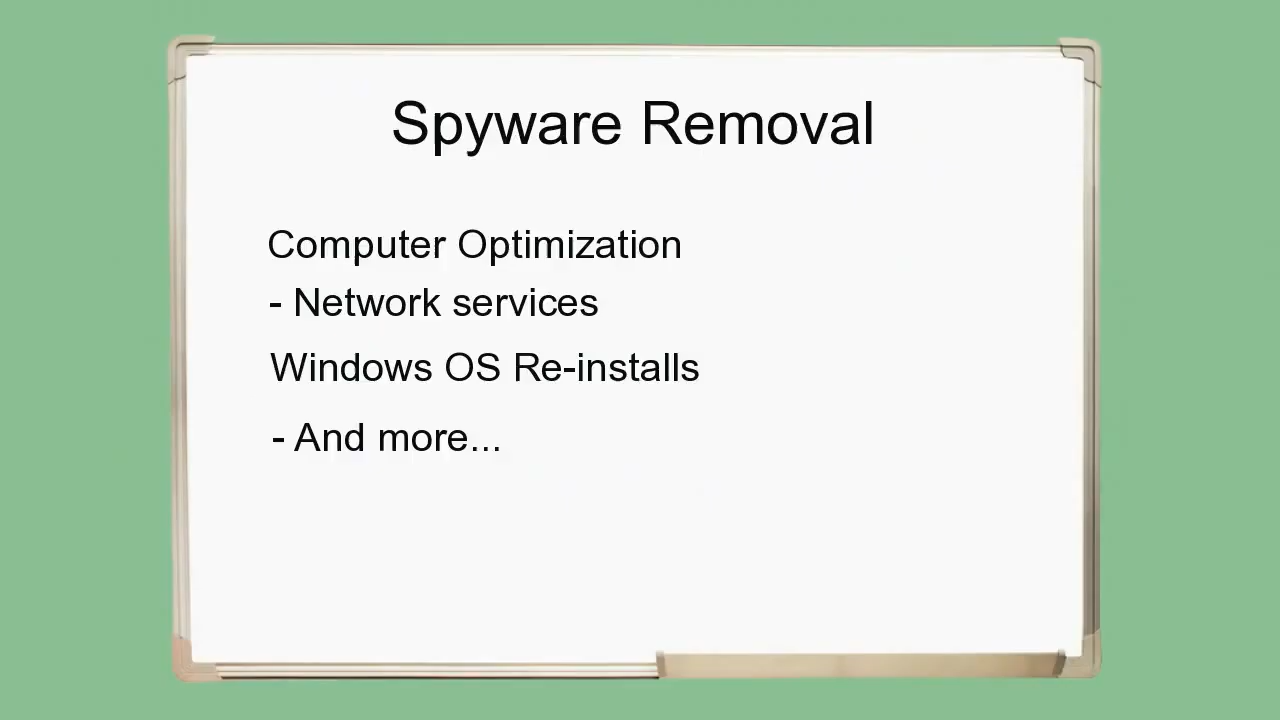 Spyware Removal
Computer Optimization
- Network services
Windows OS Re-installs
- And more...